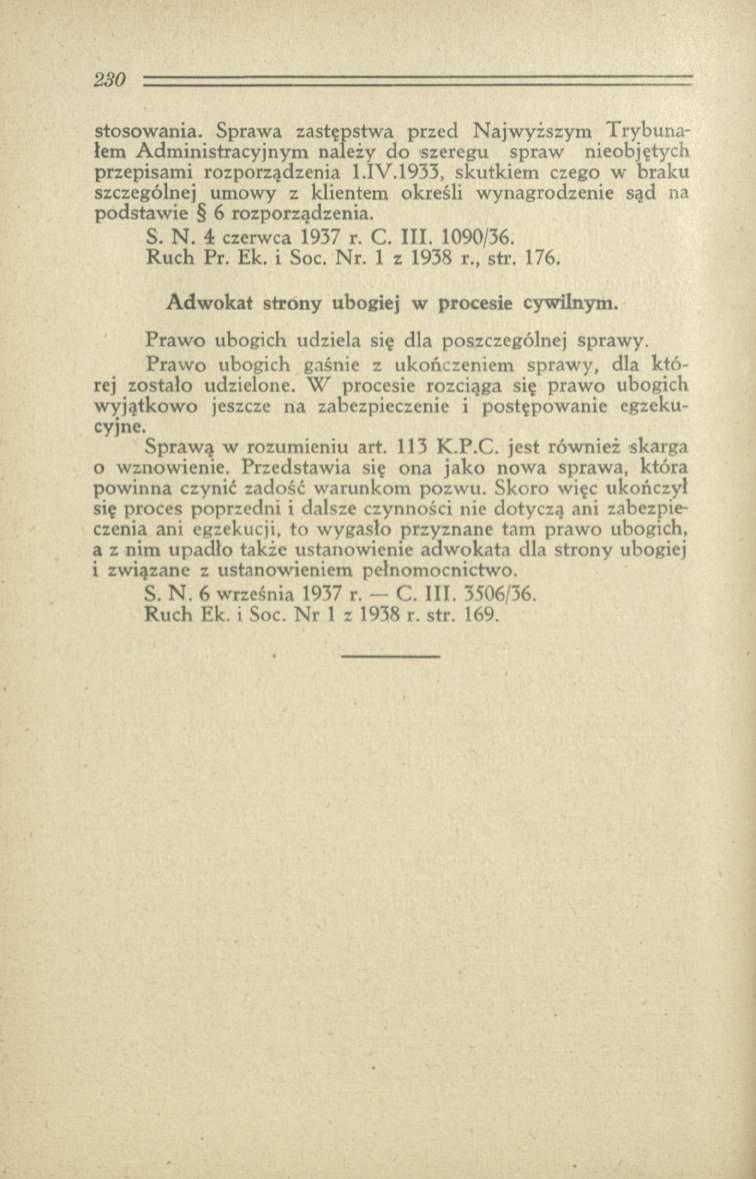 230
stosowania. Sprawa zastępstwa przed Najwyższym Trybuna-
łem Administracyjnym należy do szeregu spraw nieobjętych
przepisami rozporządzenia 1.IV.1933, skutkiem czego w braku
szczególnej umowy z klientem określi wynagrodzenie sąd na
podstawie § 6 rozporządzenia.
S. N. 4 czerwca 1937 r. C. III. 1090/36.
Ruch Pr. Ek. i Soc. Nr. 1 z 1938 r., str. 176.
Adwokat strony ubogiej w procesie cywilnym.
Prawo ubogich udziela się dla poszczególnej sprawy.
Prawo ubogich gaśnie z ukończeniem sprawy, dla któ-
rej zostało udzielone. W procesie rozciąga się prawo ubogich
wyjątkowo jeszcze na zabezpieczenie i postępowanie egzeku-
cyjne.
Sprawą w rozumieniu art. 113 K.P.C. jest również skarga
o wznowienie. Przedstawia się ona jako nowa sprawa, która
powinna czynić zadość warunkom pozwu. Skoro więc ukończył
się proces poprzedni i dalsze czynności nie dotyczą ani zabezpie-
czenia ani egzekucji, to wygasło przyznane tam prawo ubogich,
a z nim upadło także ustanowienie adwokata dla strony ubogiej
i związane z ustanowieniem pełnomocnictwo.
S. N. 6 września 1937 r. — C. III. 3506/36.
Ruch Ek. i Soc. Nr 1 z 1938 r. str. 169.